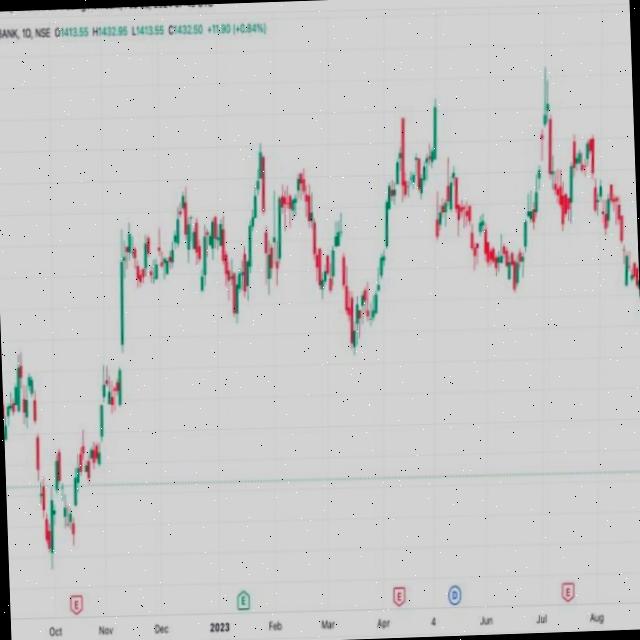 BANK, 1D, NSE O1413.55 H1432.95 L1413.55 C1432.50 +11.90 (+0.84%)
E E E D E
Oct Nov Dec 2023 Feb Mar Apr 4 Jun Jul Aug